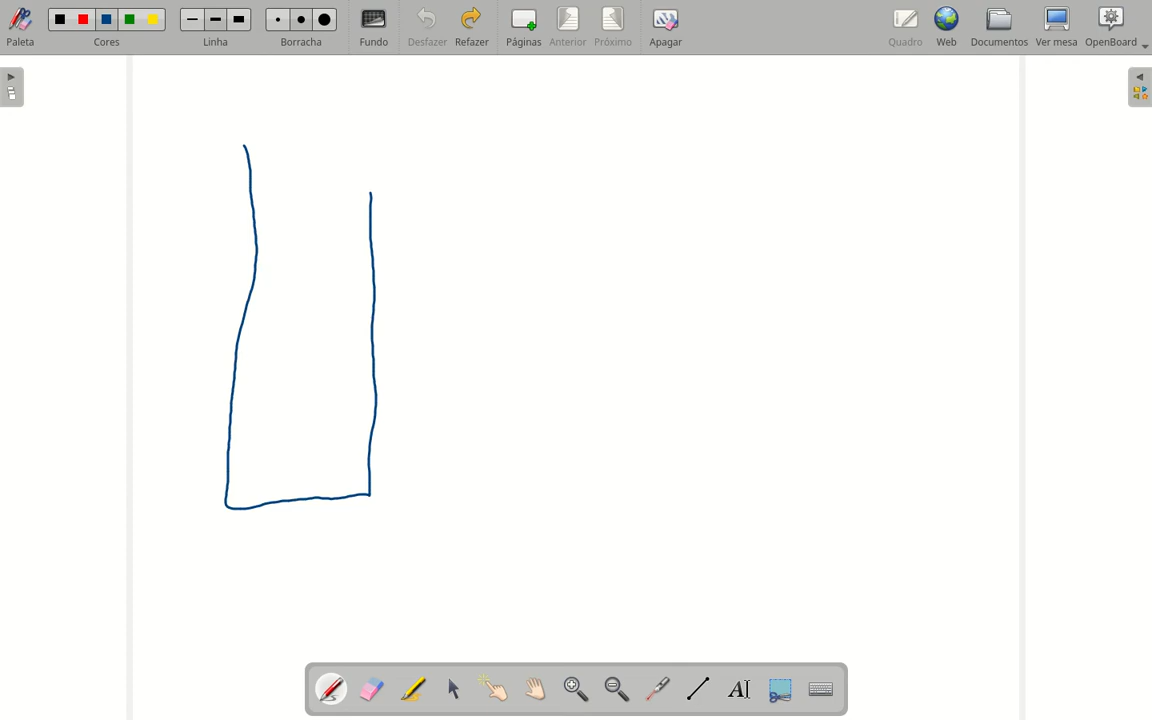 Paleta Cores Linha Borracha Fundo Desfazer Refazer Páginas Anterior Próximo Apagar Quadro Web Documentos Ver mesa OpenBoard
A